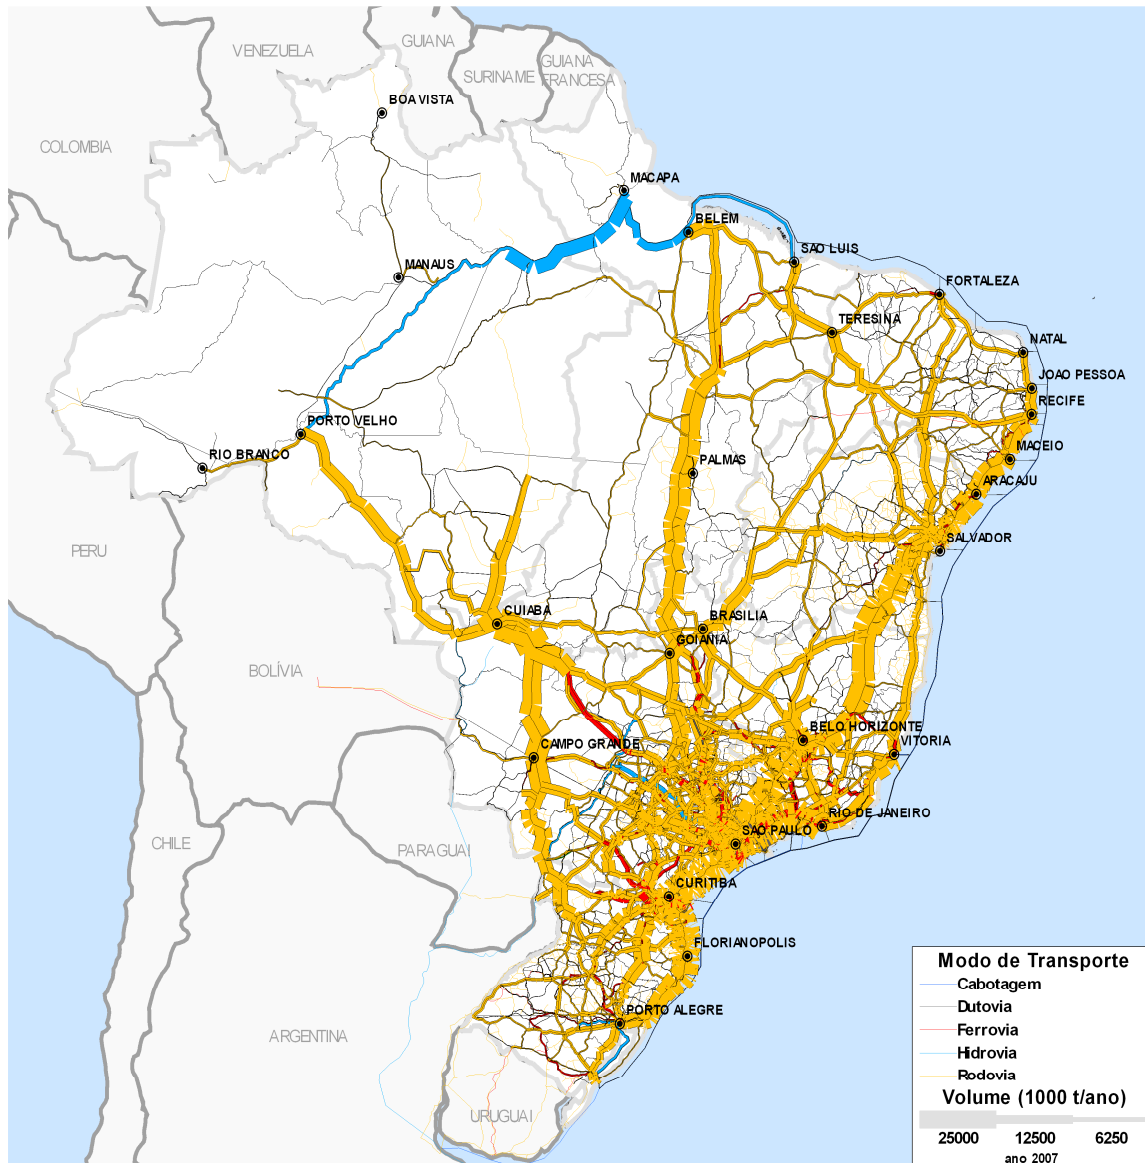 GUIANA
VENEZUELA
GUIANA
FRANCESA
SURINAME
BOA VISTA
COLOMBIA
MACAPA
BELEM
SAO LUIS
MANAUS
FORTALEZA
TERESINA
NATAL
JOAO PESSOA
RECIFE
PORTO VELHO
MACEIO
RIO BRANCO
PALMAS
ARACAJU
SALVADOR
PERU
CUIABA
BRASILIA
GOIANIA
BOLÍVIA
BELO HORIZONTE
VITORIA
CAMPO GRANDE
RIO DE JANEIRO
SAO PAULO
CHILE
PARAGUAI
CURITIBA
FLORIANOPOLIS
PORTO ALEGRE
ARGENTINA
URUGUAI
Modo de Transporte
Cabotagem
Dutovia
Ferrovia
Hidrovia
Rodovia
Volume (1000 t/ano)
25000 12500 6250
ano 2007